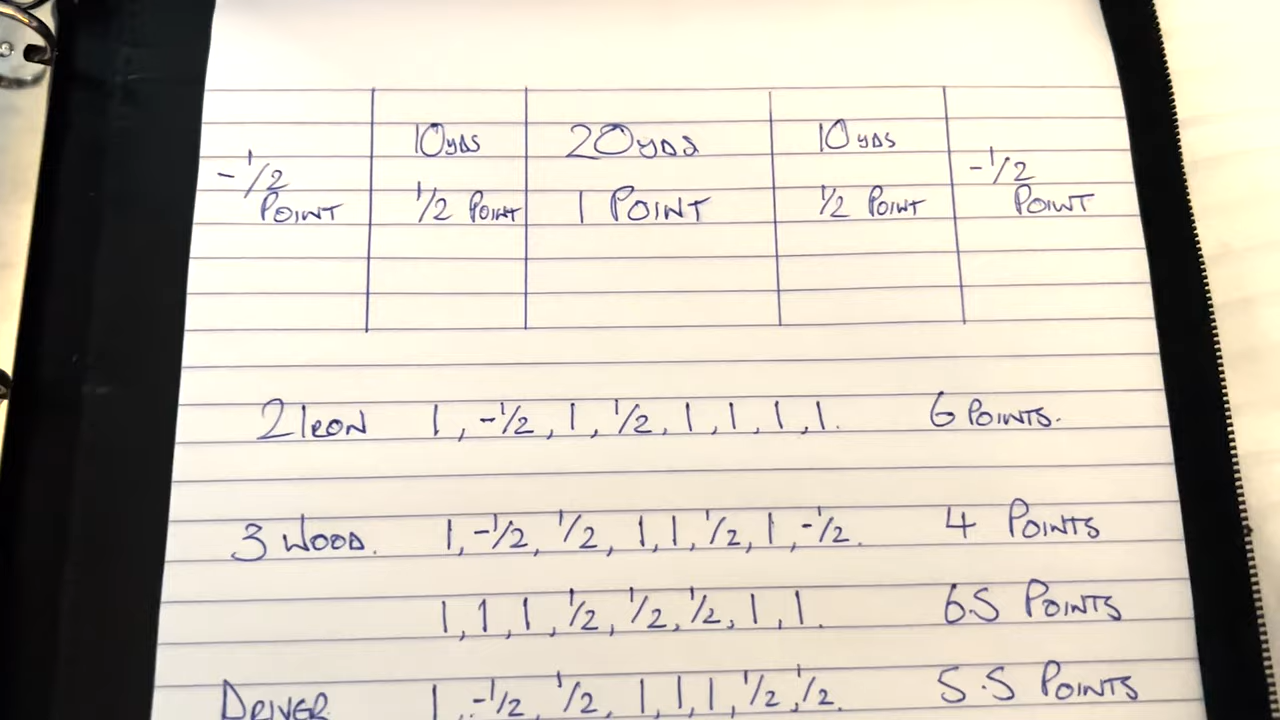 10yds 20yds 10yds
-1/2 POINT 1/2 POINT 1 POINT 1/2 POINT -1/2 POINT
2 IRON 1, -1/2, 1, 1/2, 1, 1, 1, 1. 6 POINTS.
3 WOOD. 1, -1/2, 1/2, 1, 1, 1/2, 1, -1/2. 4 POINTS
1, 1, 1, 1/2, 1/2, 1/2, 1, 1. 6.5 POINTS
DRIVER 1, -1/2, 1/2, 1, 1, 1, 1/2, 1/2. 5.5 POINTS